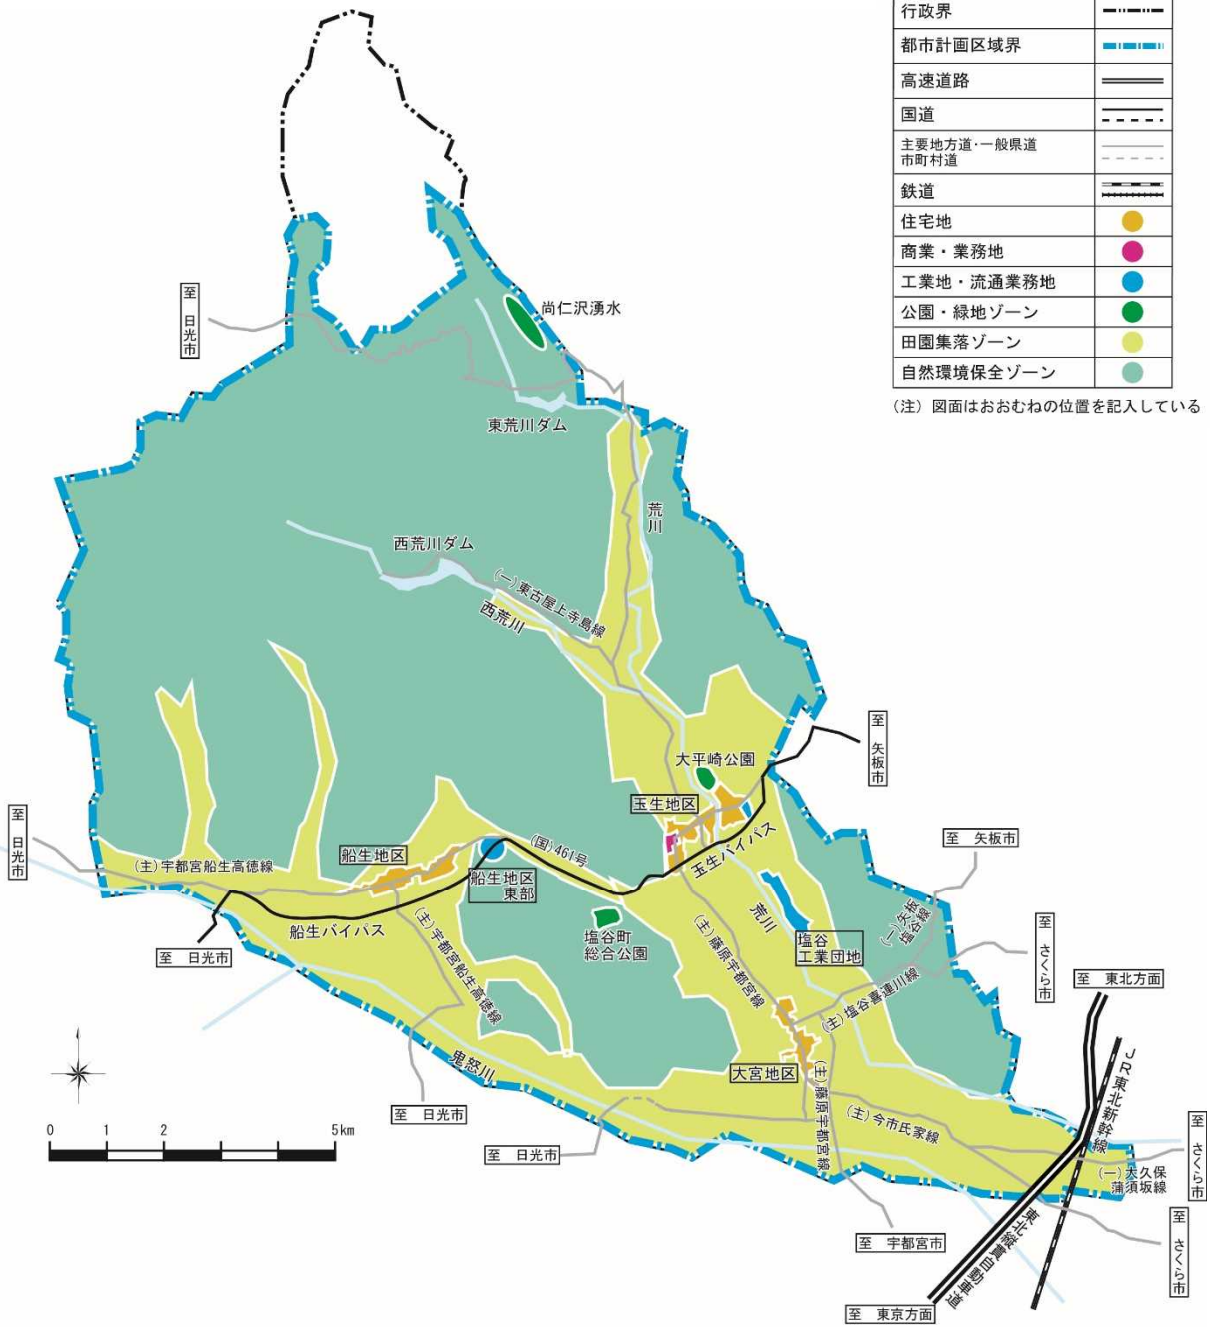 行政界
都市計画区域界
高速道路
国道
主要地方道・一般県道
市町村道
鉄道
住宅地
商業・業務地
工業地・流通業務地
公園・緑地ゾーン
田園集落ゾーン
自然環境保全ゾーン
(注) 図面はおおむねの位置を記入している
至 日光市
尚仁沢湧水
東荒川ダム
荒川
西荒川ダム
(一)東古屋上寺島線
西荒川
至 矢板市
大平崎公園
玉生地区
至 日光市
(主)宇都宮船生高徳線
船生地区
(国)461号
玉生バイパス
至 矢板市
船生地区
東部
船生バイパス
(主)宇都宮船生高徳線
塩谷町
総合公園
(主)藤原宇都宮線
荒川
塩谷
工業団地
(一)矢板
塩谷線
至 さくら市
至 日光市
(主)塩谷喜連川線
至 東北方面
JR東北新幹線
鬼怒川
大宮地区
(主)藤原宇都宮線
至 日光市
(主)今市氏家線
至 さくら市
0 1 2 5km
至 日光市
(一)大久保
蒲須坂線
至 さくら市
至 宇都宮市
東北縦貫自動車道
至 東京方面